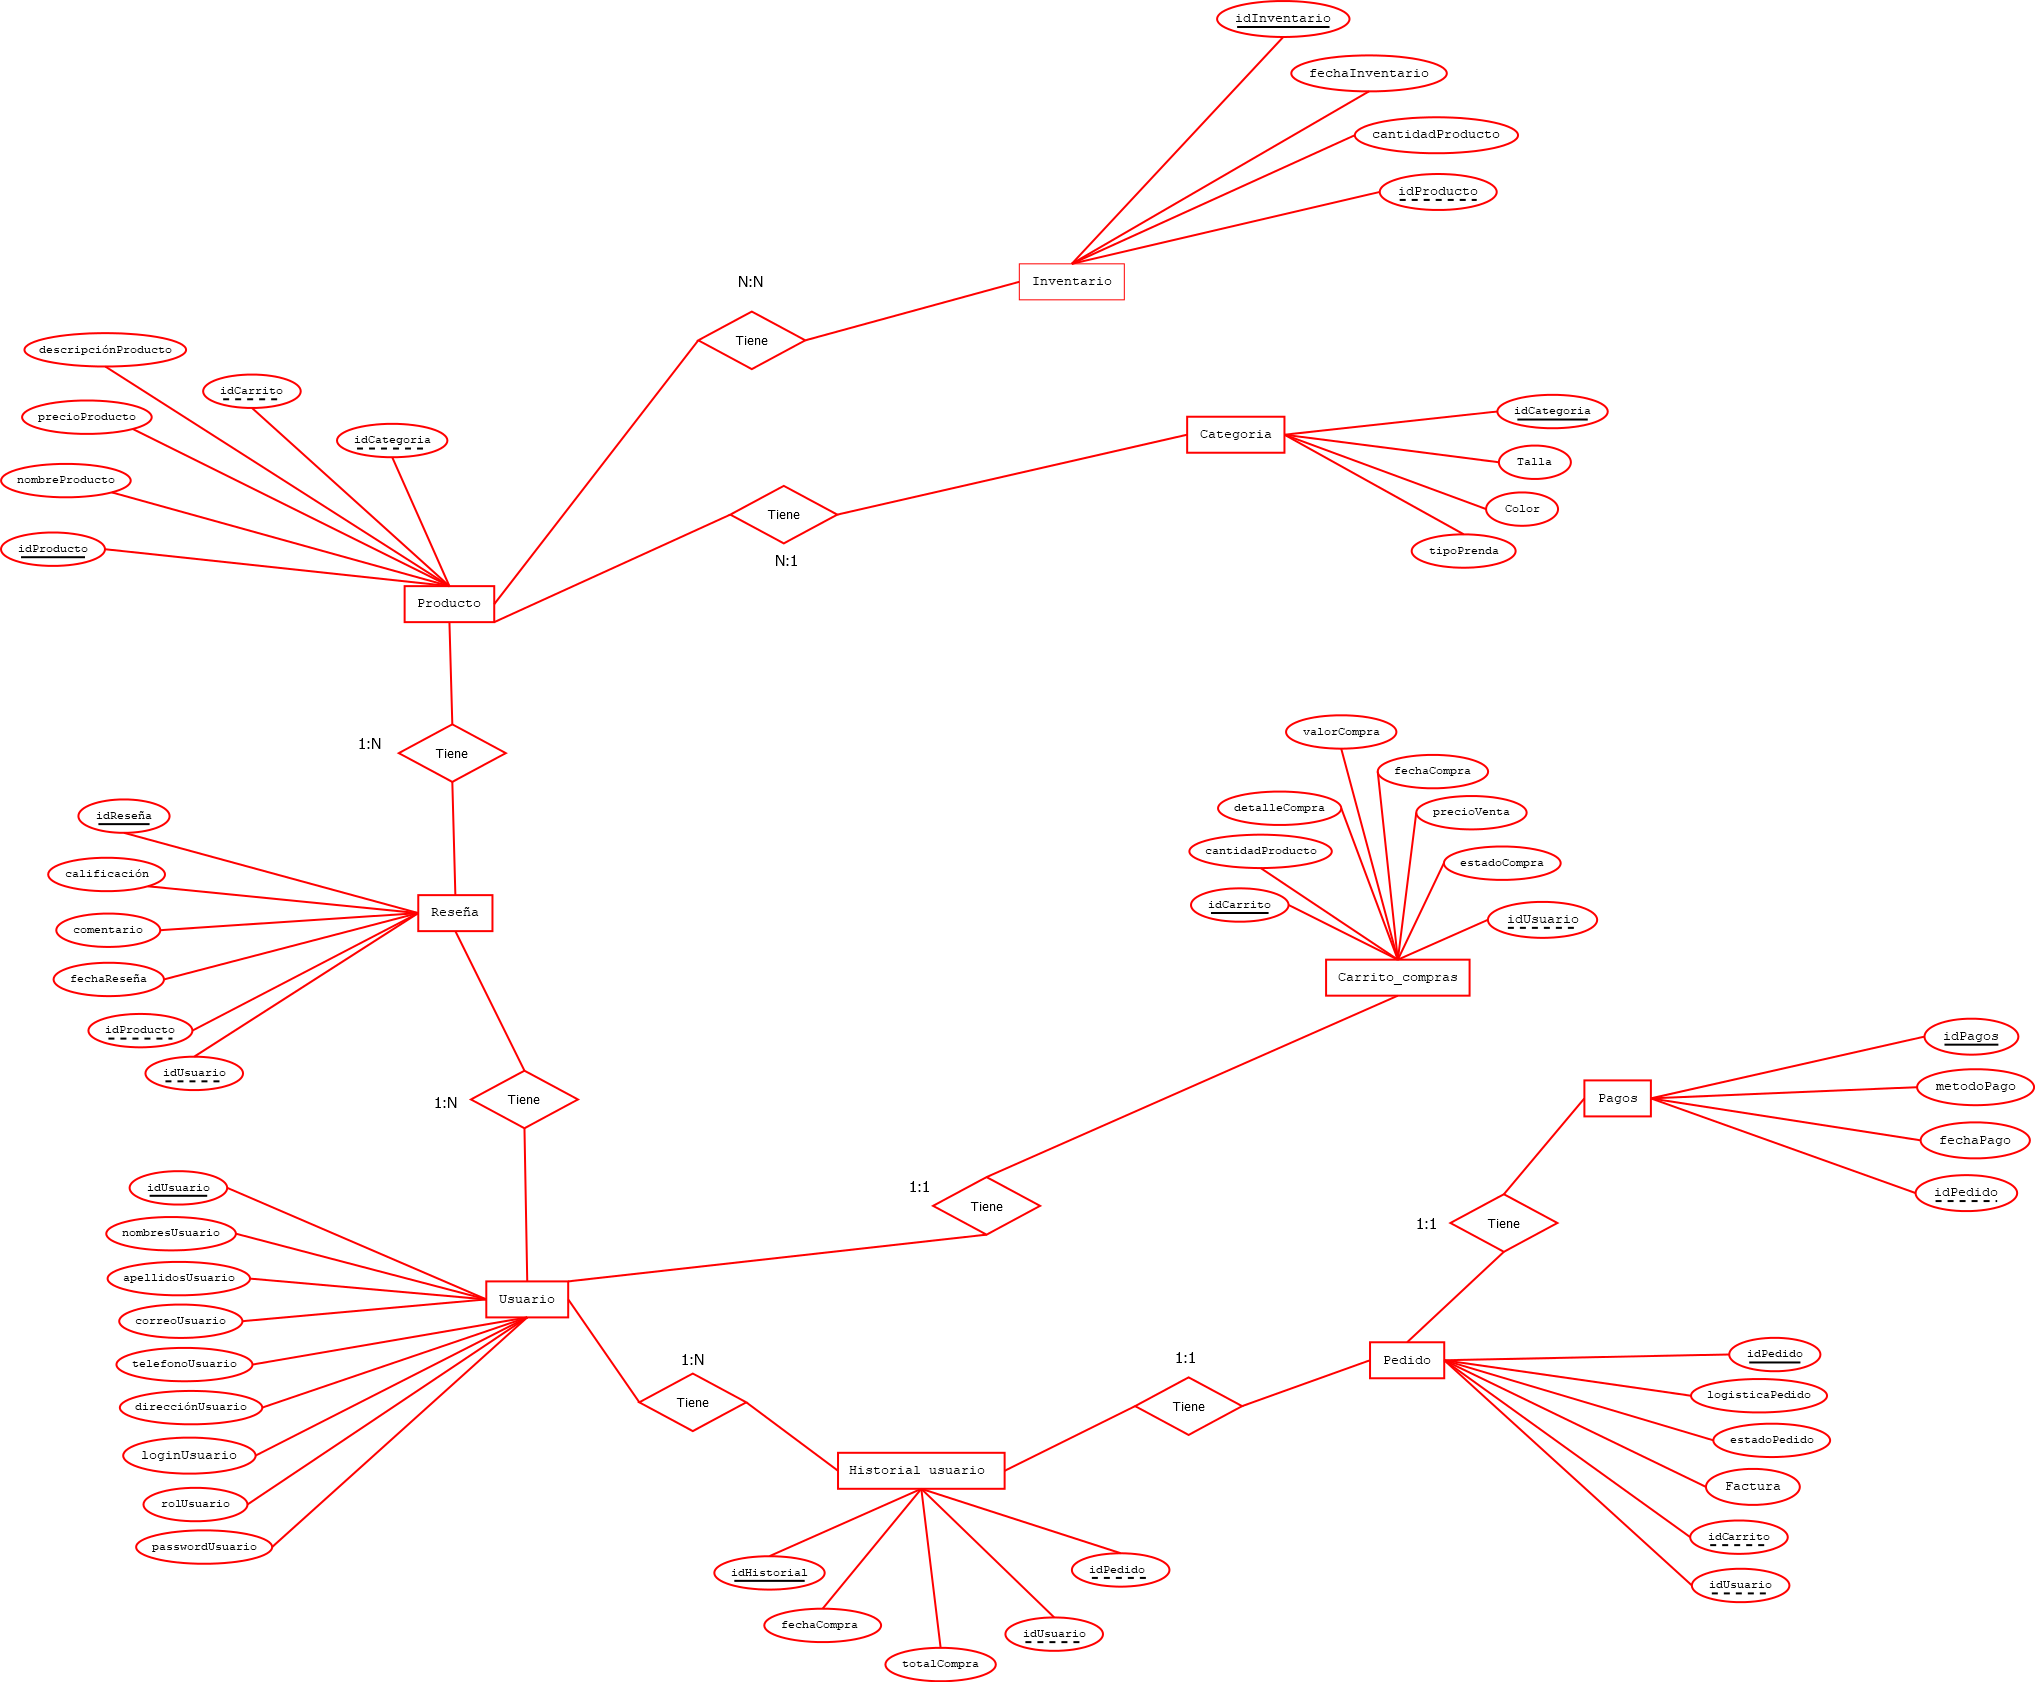 idInventario
fechaInventario
cantidadProducto
idProducto
Inventario
N:N
Tiene
descripciónProducto
idCarrito
precioProducto
idCategoria
nombreProducto
idProducto
Producto
Categoria
idCategoria
Talla
Color
tipoPrenda
Tiene
N:1
1:N
Tiene
idReseña
calificación
comentario
fechaReseña
idProducto
idUsuario
Reseña
1:N
Tiene
valorCompra
fechaCompra
detalleCompra
precioVenta
cantidadProducto
estadoCompra
idCarrito
idUsuario
Carrito_compras
idPagos
metodoPago
fechaPago
idPedido
Pagos
1:1
Tiene
1:1
Tiene
idUsuario
nombresUsuario
apellidosUsuario
correoUsuario
telefonoUsuario
direcciónUsuario
loginUsuario
rolUsuario
passwordUsuario
Usuario
1:N
Tiene
1:1
Tiene
Pedido
idPedido
logisticaPedido
estadoPedido
Factura
idCarrito
idUsuario
Historial usuario
idHistorial
fechaCompra
totalCompra
idUsuario
idPedido